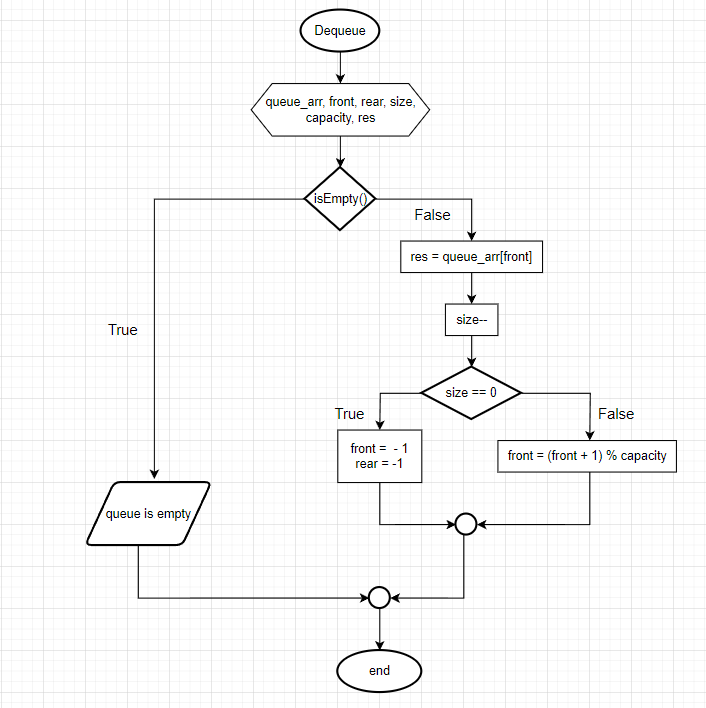 Dequeue
queue_arr, front, rear, size,
capacity, res
isEmpty()
False
res = queue_arr[front]
size--
True
size == 0
True
False
front =  - 1
rear = -1
front = (front + 1) % capacity
queue is empty
end